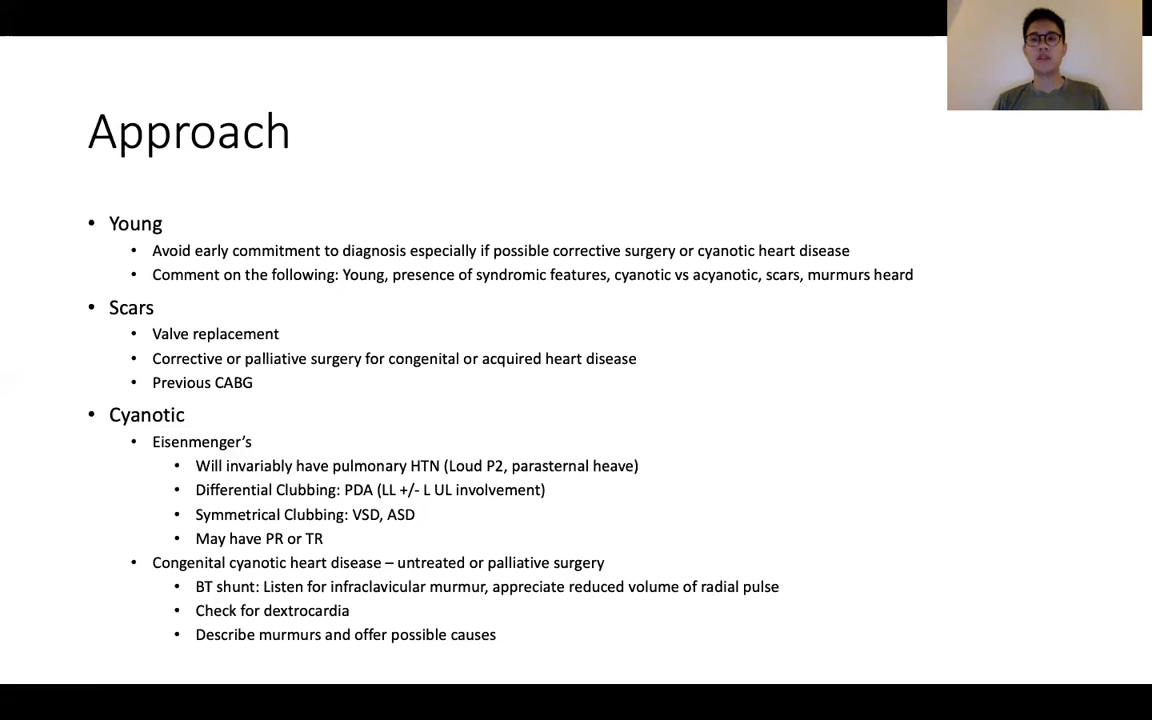 Approach
• Young
• Avoid early commitment to diagnosis especially if possible corrective surgery or cyanotic heart disease
• Comment on the following: Young, presence of syndromic features, cyanotic vs acyanotic, scars, murmurs heard
• Scars
• Valve replacement
• Corrective or palliative surgery for congenital or acquired heart disease
• Previous CABG
• Cyanotic
• Eisenmenger’s
• Will invariably have pulmonary HTN (Loud P2, parasternal heave)
• Differential Clubbing: PDA (LL +/- L UL involvement)
• Symmetrical Clubbing: VSD, ASD
• May have PR or TR
• Congenital cyanotic heart disease – untreated or palliative surgery
• BT shunt: Listen for infraclavicular murmur, appreciate reduced volume of radial pulse
• Check for dextrocardia
• Describe murmurs and offer possible causes